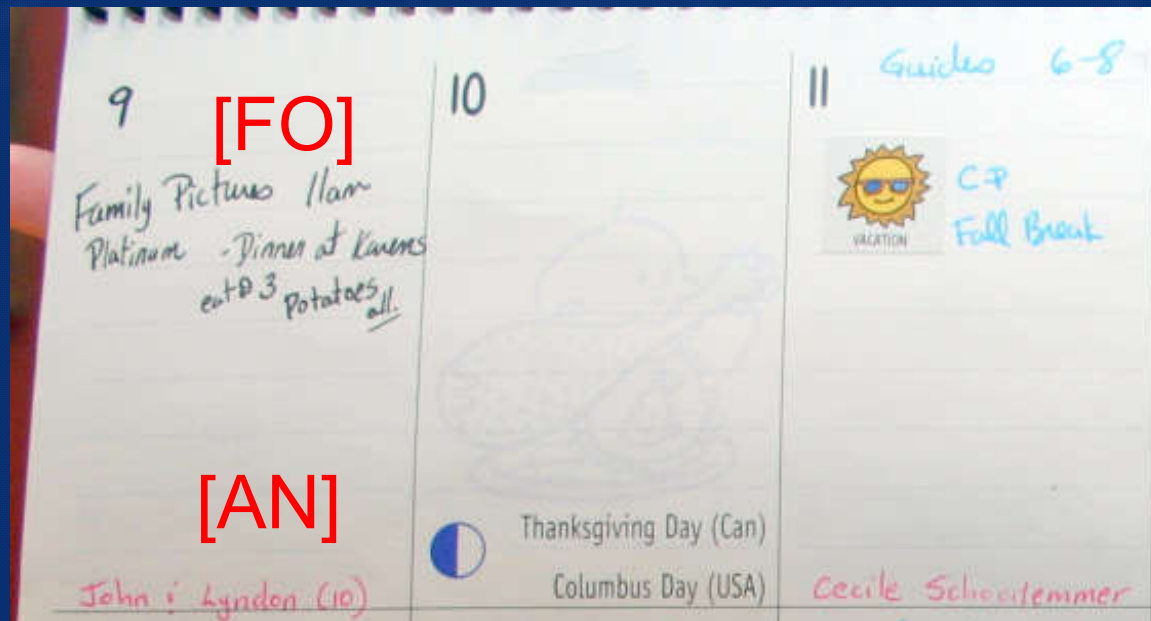 9
[FO]
Family Pictures 11am
Platinum - Dinner at Karens
eat @ 3 Potatoes
all.
[AN]
John & Lyndon (10)
10
Thanksgiving Day (Can)
Columbus Day (USA)
11
Guides 6-8
VACATION
CP
Fall Break
Cecile